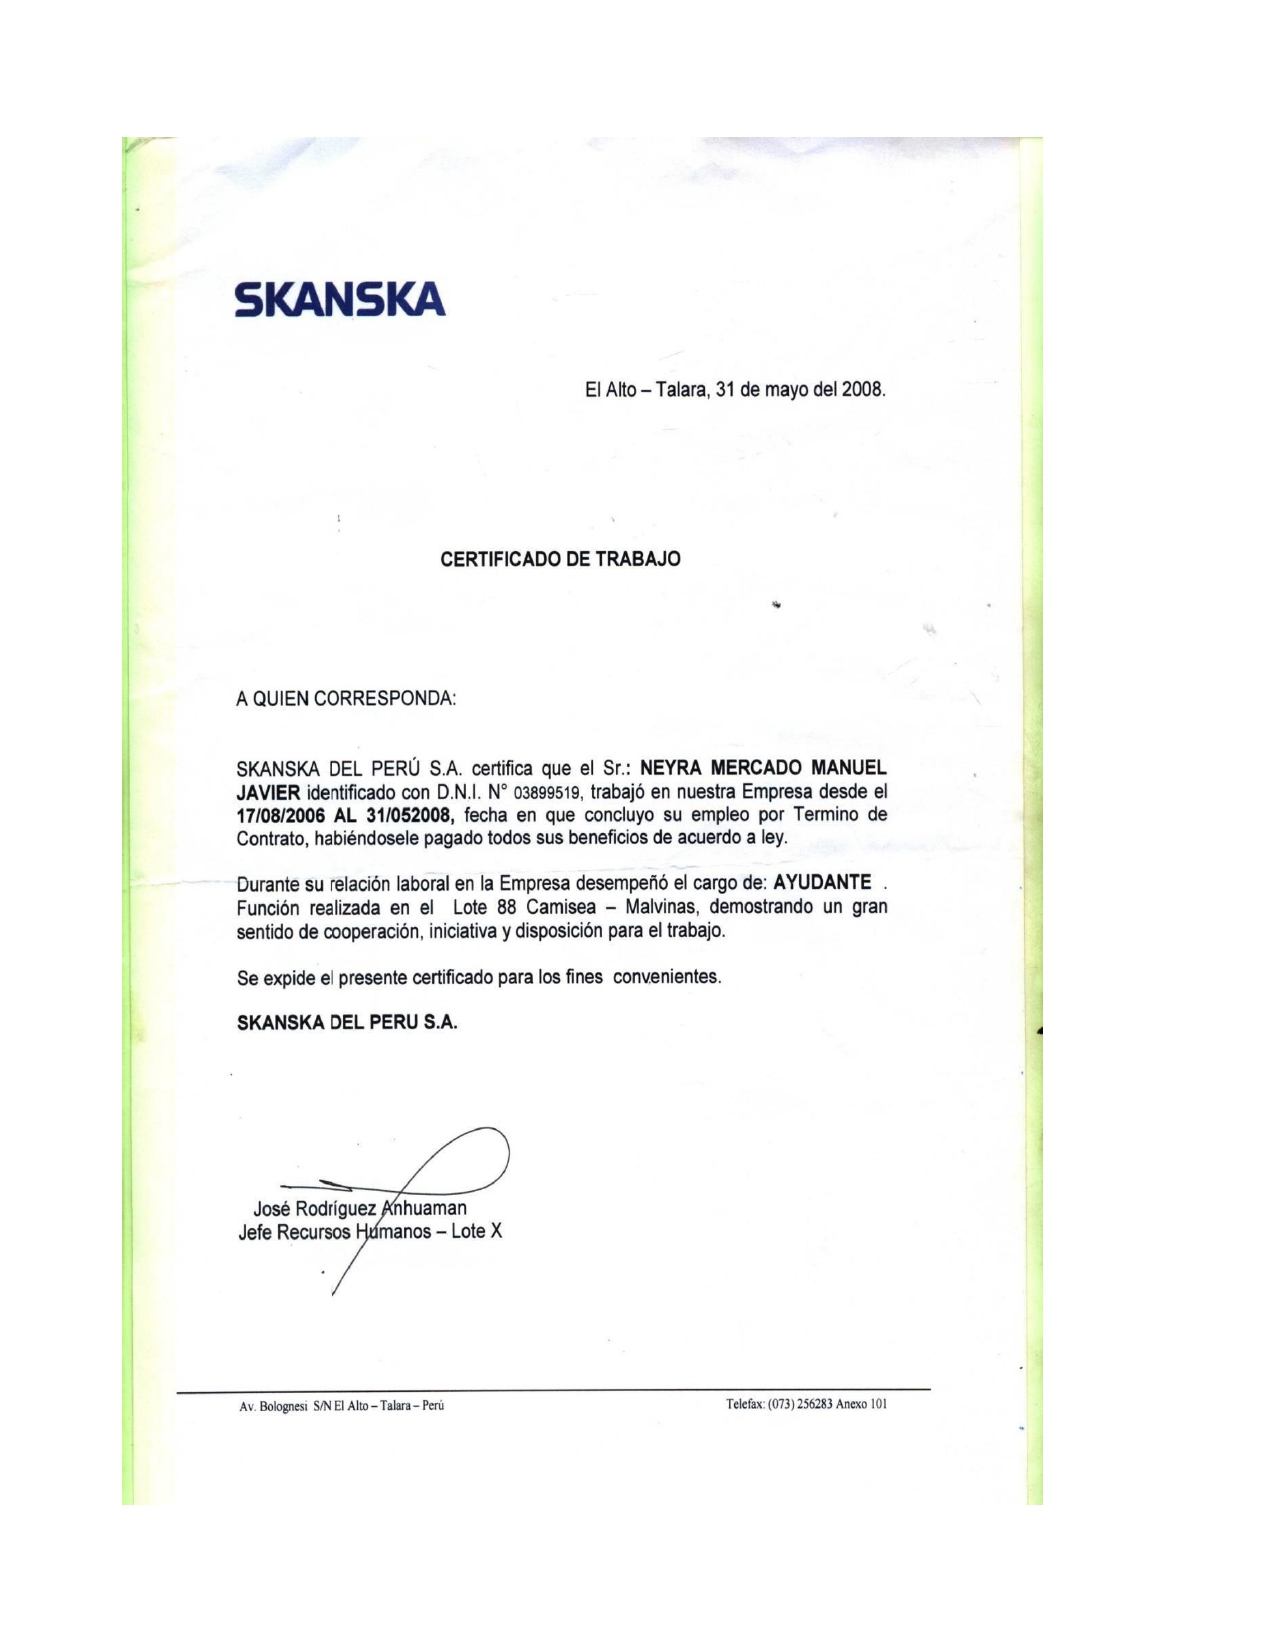 SKANSKA
El Alto – Talara, 31 de mayo del 2008.
CERTIFICADO DE TRABAJO
A QUIEN CORRESPONDA:
SKANSKA DEL PERÚ S.A. certifica que el Sr.: NEYRA MERCADO MANUEL
JAVIER identificado con D.N.I. N° 03899519, trabajó en nuestra Empresa desde el
17/08/2006 AL 31/052008, fecha en que concluyo su empleo por Termino de
Contrato, habiéndosele pagado todos sus beneficios de acuerdo a ley.
Durante su relación laboral en la Empresa desempeñó el cargo de: AYUDANTE .
Función realizada en el Lote 88 Camisea – Malvinas, demostrando un gran
sentido de cooperación, iniciativa y disposición para el trabajo.
Se expide el presente certificado para los fines convenientes.
SKANSKA DEL PERU S.A.
José Rodríguez Anhuaman
Jefe Recursos Humanos – Lote X
Av. Bolognesi S/N El Alto – Talara – Perú
Telefax: (073) 256283 Anexo 101